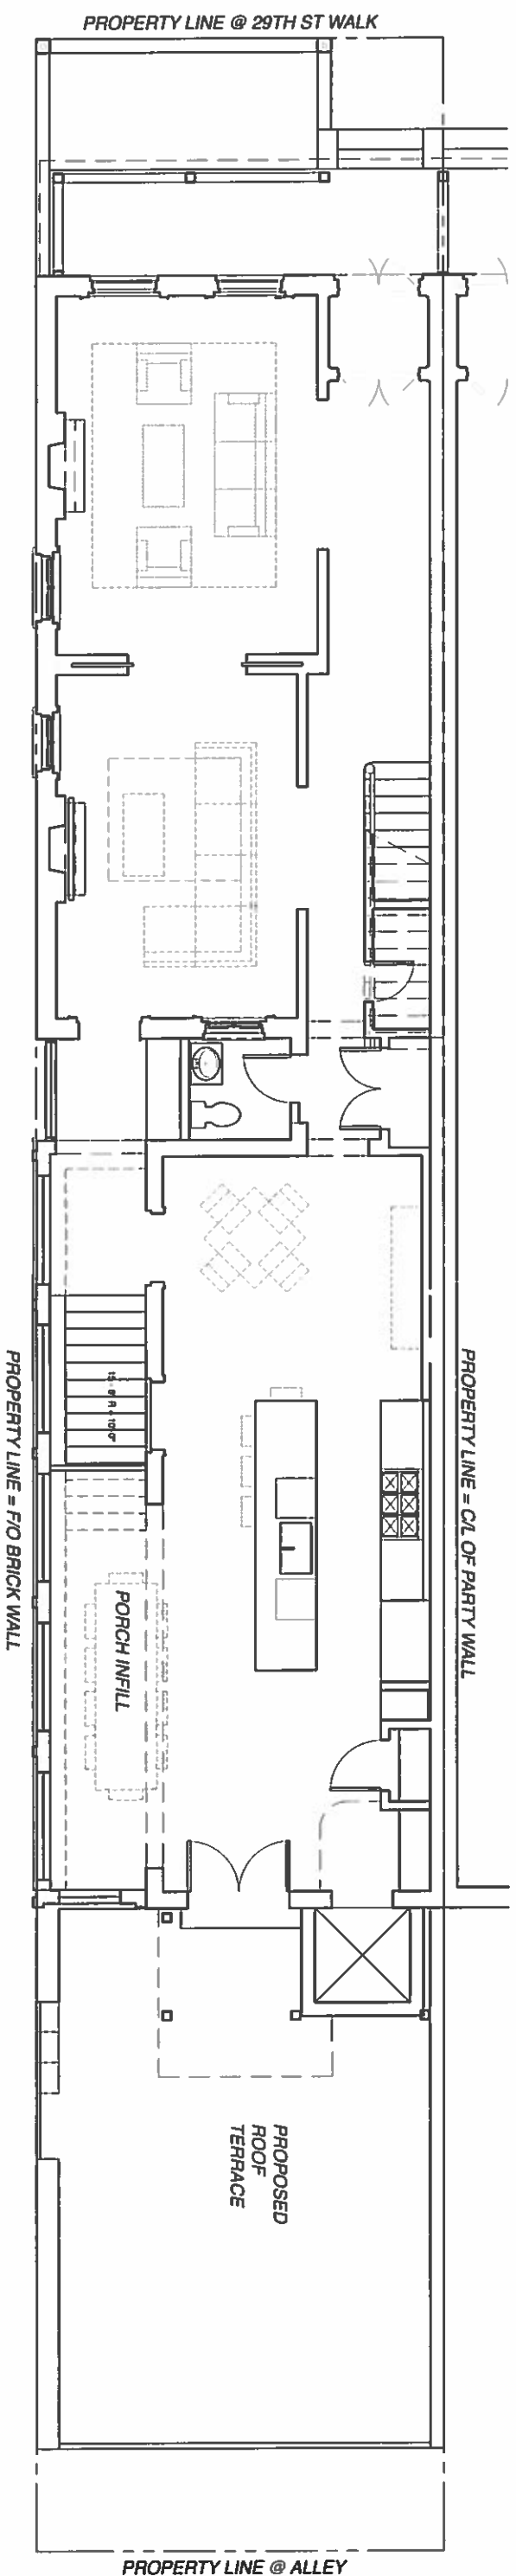 PROPERTY LINE @ 29TH ST WALK
PROPERTY LINE = F/O BRICK WALL
PROPERTY LINE = C/L OF PARTY WALL
PORCH INFILL
PROPOSED
ROOF
TERRACE
PROPERTY LINE @ ALLEY